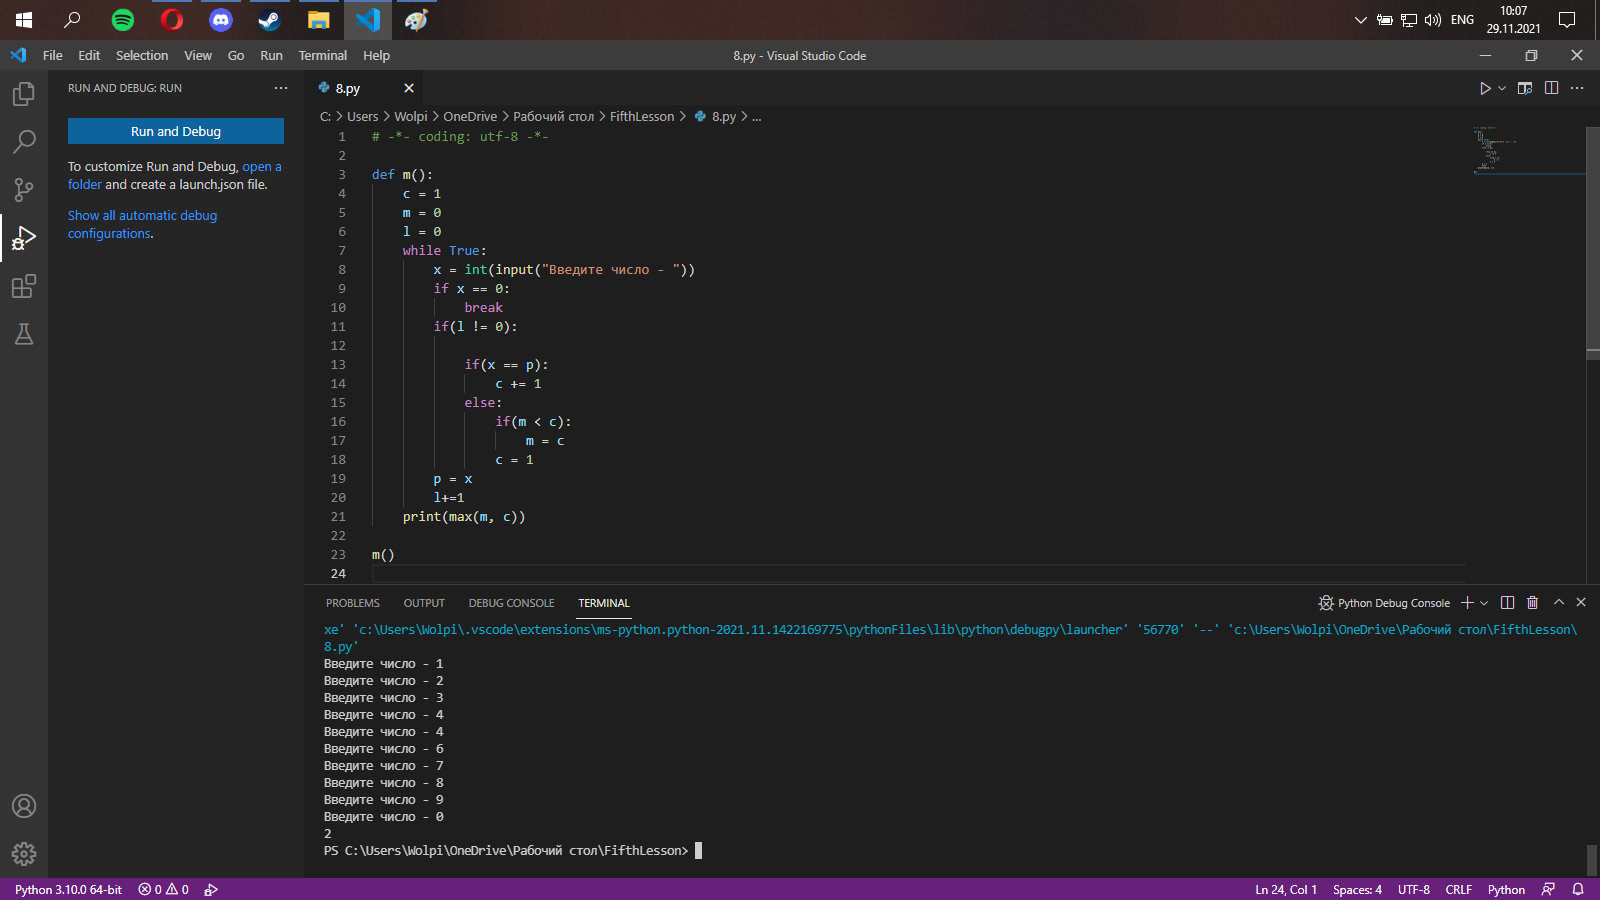 ENG
10:07
29.11.2021
File Edit Selection View Go Run Terminal Help
8.py - Visual Studio Code
RUN AND DEBUG: RUN
Run and Debug
To customize Run and Debug, open a
folder and create a launch.json file.
Show all automatic debug
configurations.
8.py
C: > Users > Wolpi > OneDrive > Рабочий стол > FifthLesson > 8.py > ...
1 # -*- coding: utf-8 -*-
2
3 def m():
4 c = 1
5 m = 0
6 l = 0
7 while True:
8 x = int(input("Введите число - "))
9 if x == 0:
10 break
11 if(l != 0):
12
13 if(x == p):
14 c += 1
15 else:
16 if(m < c):
17 m = c
18 c = 1
19 p = x
20 l+=1
21 print(max(m, c))
22
23 m()
24
PROBLEMS OUTPUT DEBUG CONSOLE TERMINAL
Python Debug Console
xe' 'c:\Users\Wolpi\.vscode\extensions\ms-python.python-2021.11.1422169775\pythonFiles\lib\python\debugpy\launcher' '56770' '--' 'c:\Users\Wolpi\OneDrive\Рабочий стол\FifthLesson\
8.py'
Введите число - 1
Введите число - 2
Введите число - 3
Введите число - 4
Введите число - 4
Введите число - 6
Введите число - 7
Введите число - 8
Введите число - 9
Введите число - 0
2
PS C:\Users\Wolpi\OneDrive\Рабочий стол\FifthLesson>
Python 3.10.0 64-bit 0 0
Ln 24, Col 1 Spaces: 4 UTF-8 CRLF Python